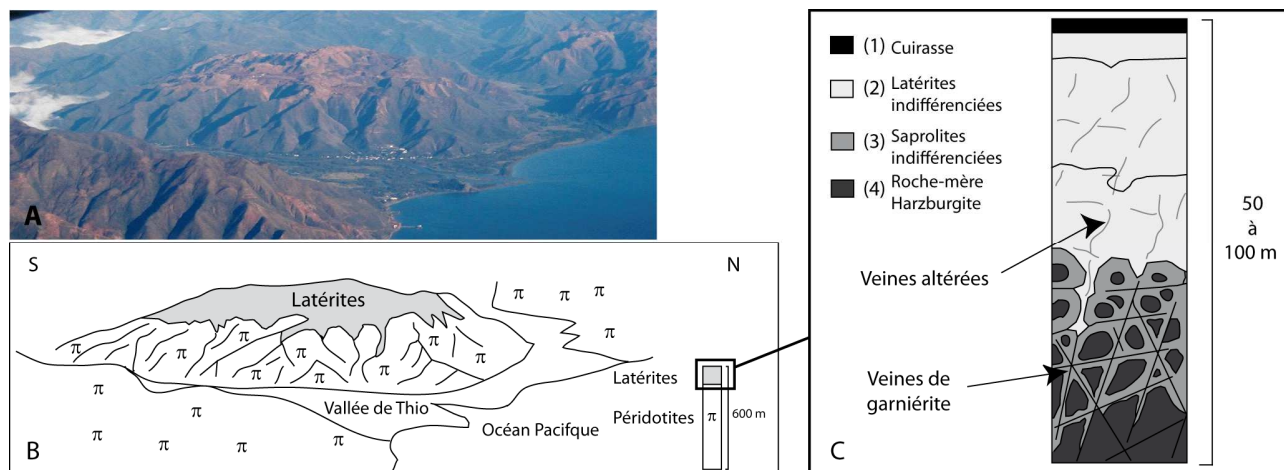 A
S
N
Latérites
π π π
π
π π π π π
π π π
π
π
π π π π
Vallée de Thio
Océan Pacifque
B
Latérites
Péridotites
π
600 m
(1) Cuirasse
(2) Latérites
indifférenciées
(3) Saprolites
indifférenciées
(4) Roche-mère
Harzburgite
Veines altérées
Veines de
garniérite
50
à
100 m
C